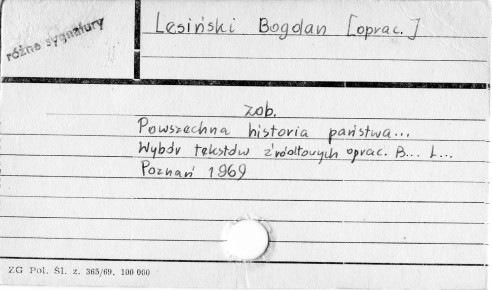 różne sygnatury
Lesiński Bogdan [oprac.]
zob.
Powszechna historia państwa...
Wybór tekstów źródłowych oprac. B... L...
Poznań 1969
ZG Pol. Śl. z. 365/69. 100 000